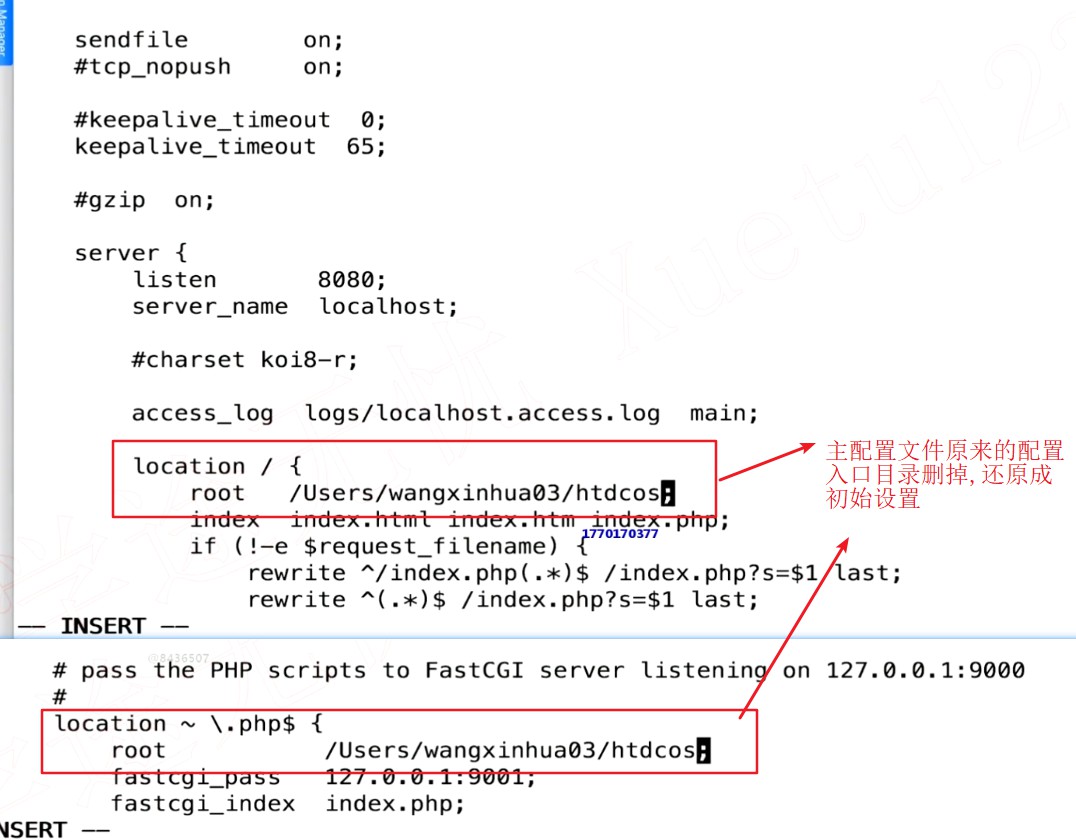 sendfile on;
#tcp_nopush on;
#keepalive_timeout 0;
keepalive_timeout 65;
#gzip on;
server {
listen 8080;
server_name localhost;
#charset koi8-r;
access_log logs/localhost.access.log main;
location / {
root /Users/wangxinhua03/htdcos;
index index.html index.htm index.php;
1770170377
if (!-e $request_filename) {
rewrite ^/index.php(.*)$ /index.php?s=$1 last;
rewrite ^(.*)$ /index.php?s=$1 last;
-- INSERT --
主配置文件原来的配置
入口目录删掉, 还原成
初始设置
@8436507
# pass the PHP scripts to FastCGI server listening on 127.0.0.1:9000
#
location ~ \.php$ {
root /Users/wangxinhua03/htdcos;
fastcgi_pass 127.0.0.1:9001;
fastcgi_index index.php;
NSERT --
Manager